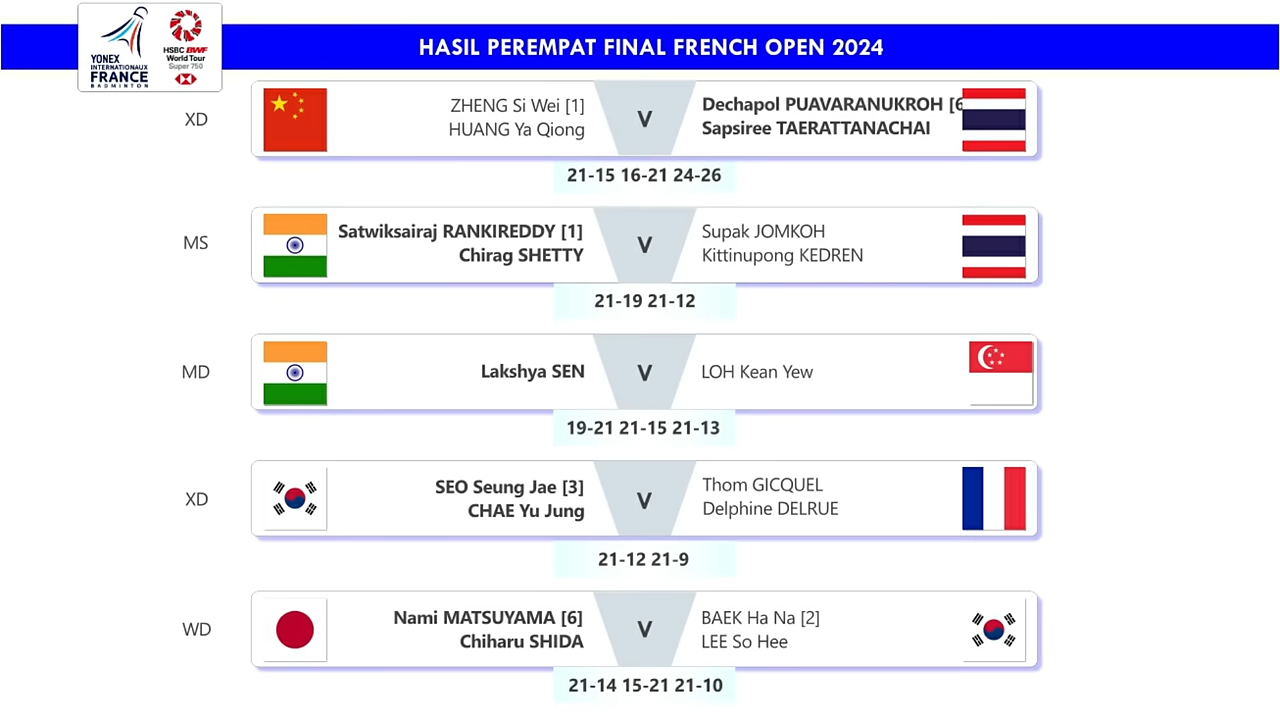 YONEX
INTERNATIONAUX
FRANCE
BADMINTON
HSBC BWF
World Tour
Super 750
HASIL PEREMPAT FINAL FRENCH OPEN 2024
XD
ZHENG Si Wei [1]
HUANG Ya Qiong
V
Dechapol PUAVARANUKROH [6
Sapsiree TAERATTANACHAI
21-15 16-21 24-26
MS
Satwiksairaj RANKIREDDY [1]
Chirag SHETTY
V
Supak JOMKOH
Kittinupong KEDREN
21-19 21-12
MD
Lakshya SEN
V
LOH Kean Yew
19-21 21-15 21-13
XD
SEO Seung Jae [3]
CHAE Yu Jung
V
Thom GICQUEL
Delphine DELRUE
21-12 21-9
WD
Nami MATSUYAMA [6]
Chiharu SHIDA
V
BAEK Ha Na [2]
LEE So Hee
21-14 15-21 21-10